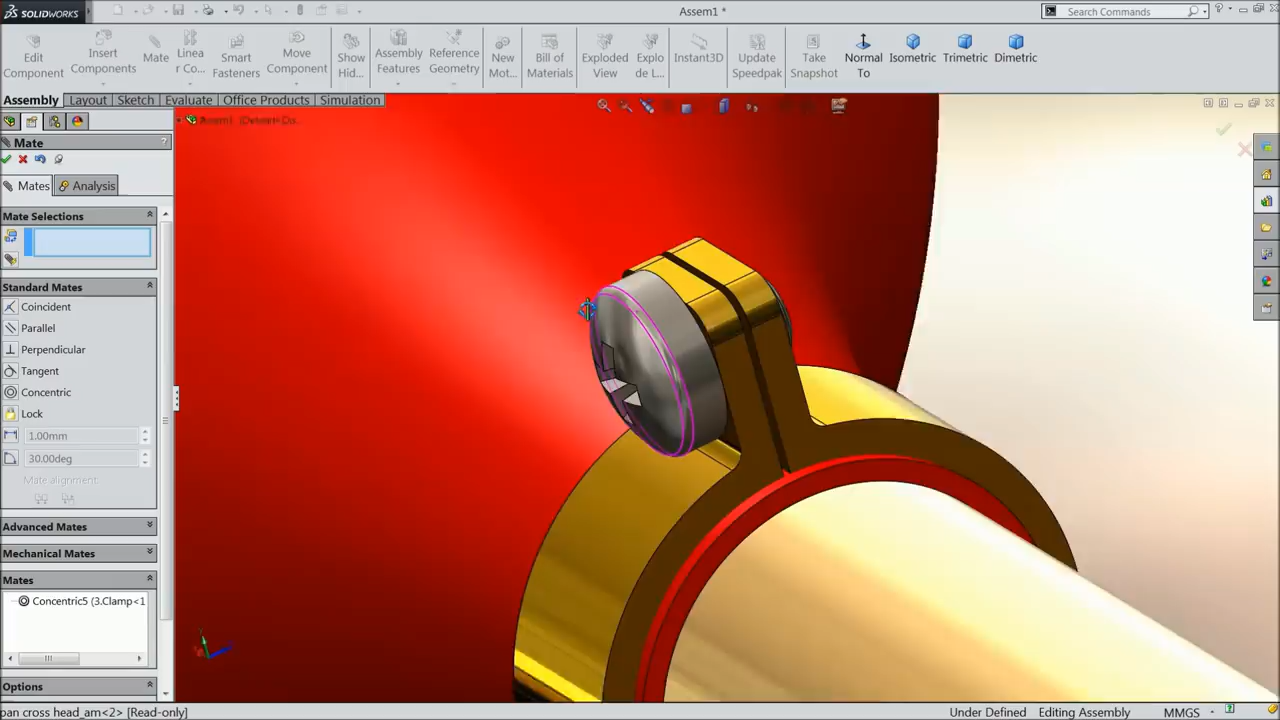 SOLIDWORKS
Assem1 *
Search Commands
Edit Component
Insert Components
Mate
Linea r Co...
Smart Fasteners
Move Component
Show Hid...
Assembly Features
Reference Geometry
New Mot...
Bill of Materials
Exploded View
Explo de L...
Instant3D
Update Speedpak
Take Snapshot
Normal To
Isometric
Trimetric
Dimetric
Assembly Layout Sketch Evaluate Office Products Simulation
Assem1 (Default<Dis...
Mate ?
Mates Analysis
Mate Selections
Standard Mates
Coincident
Parallel
Perpendicular
Tangent
Concentric
Lock
1.00mm
30.00deg
Mate alignment:
Advanced Mates
Mechanical Mates
Mates
Concentric5 (3.Clamp<1
Options
pan cross head_am<2> [Read-only]
Under Defined Editing Assembly MMGS